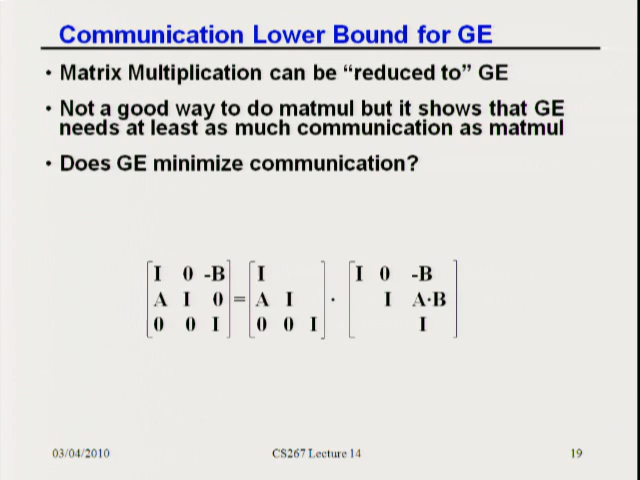 Communication Lower Bound for GE
• Matrix Multiplication can be “reduced to” GE
• Not a good way to do matmul but it shows that GE
needs at least as much communication as matmul
• Does GE minimize communication?
I 0 -B I I 0 -B
A I 0 = A I · I A·B
0 0 I 0 0 I I
03/04/2010 CS267 Lecture 14 19